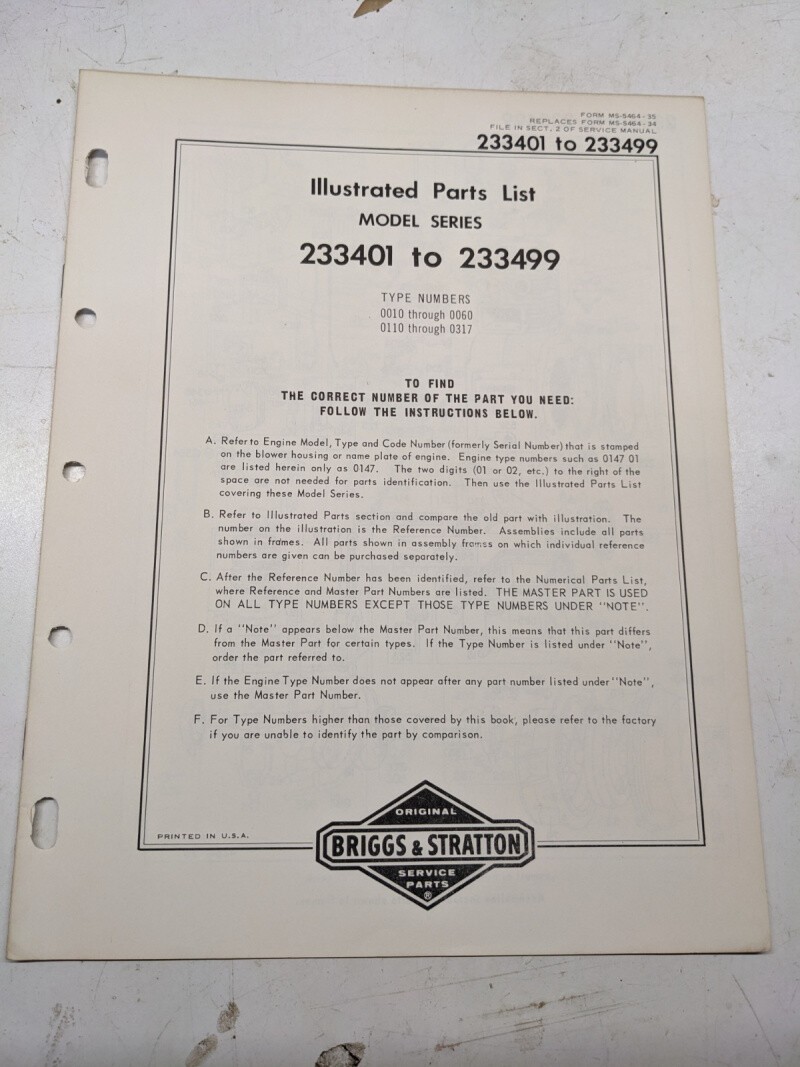 FORM MS-5464-35
REPLACES FORM MS-5464-34
FILE IN SECT. 2 OF SERVICE MANUAL
233401 to 233499
Illustrated Parts List
MODEL SERIES
233401 to 233499
TYPE NUMBERS
0010 through 0060
0110 through 0317
TO FIND
THE CORRECT NUMBER OF THE PART YOU NEED:
FOLLOW THE INSTRUCTIONS BELOW.
A. Refer to Engine Model, Type and Code Number (formerly Serial Number) that is stamped
on the blower housing or name plate of engine. Engine type numbers such as 0147 01
are listed herein only as 0147. The two digits (01 or 02, etc.) to the right of the
space are not needed for parts identification. Then use the Illustrated Parts List
covering these Model Series.
B. Refer to Illustrated Parts section and compare the old part with illustration. The
number on the illustration is the Reference Number. Assemblies include all parts
shown in frames. All parts shown in assembly frames on which individual reference
numbers are given can be purchased separately.
C. After the Reference Number has been identified, refer to the Numerical Parts List,
where Reference and Master Part Numbers are listed. THE MASTER PART IS USED
ON ALL TYPE NUMBERS EXCEPT THOSE TYPE NUMBERS UNDER "NOTE".
D. If a "Note" appears below the Master Part Number, this means that this part differs
from the Master Part for certain types. If the Type Number is listed under "Note",
order the part referred to.
E. If the Engine Type Number does not appear after any part number listed under "Note",
use the Master Part Number.
F. For Type Numbers higher than those covered by this book, please refer to the factory
if you are unable to identify the part by comparison.
PRINTED IN U.S.A.
ORIGINAL
BRIGGS & STRATTON
SERVICE
PARTS
®